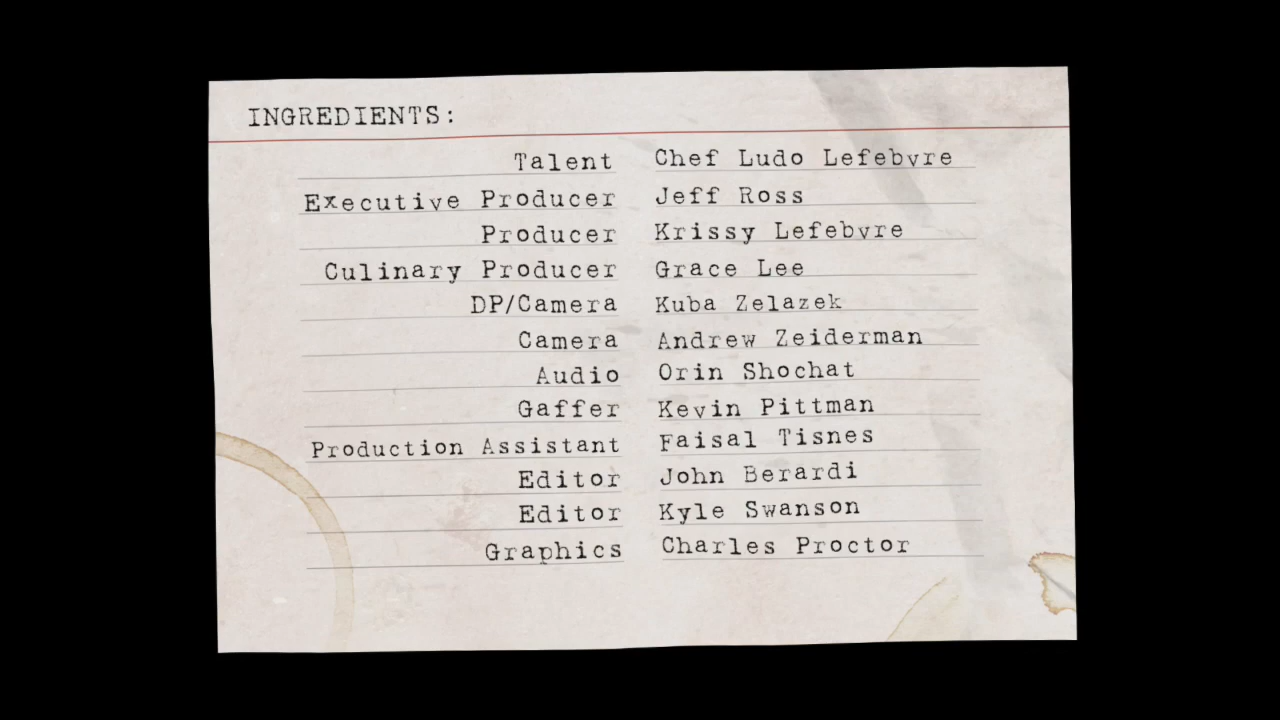 INGREDIENTS:
Talent Chef Ludo Lefebvre
Executive Producer Jeff Ross
Producer Krissy Lefebvre
Culinary Producer Grace Lee
DP/Camera Kuba Zelazek
Camera Andrew Zeiderman
Audio Orin Shochat
Gaffer Kevin Pittman
Production Assistant Faisal Tisnes
Editor John Berardi
Editor Kyle Swanson
Graphics Charles Proctor